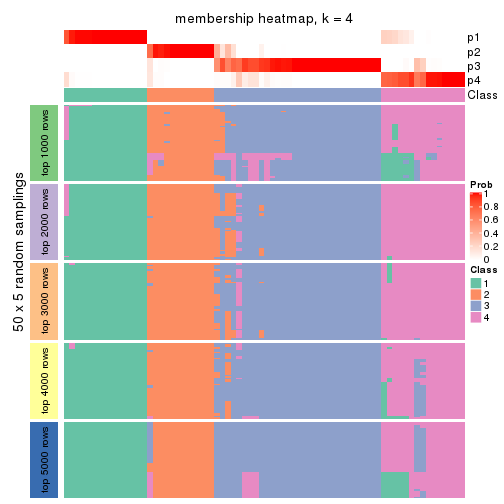 membership heatmap, k = 4
p1
p2
p3
p4
Class
50 x 5 random samplings
top 1000 rows
top 2000 rows
top 3000 rows
top 4000 rows
top 5000 rows
Prob
1
0.8
0.6
0.4
0.2
0
Class
1
2
3
4